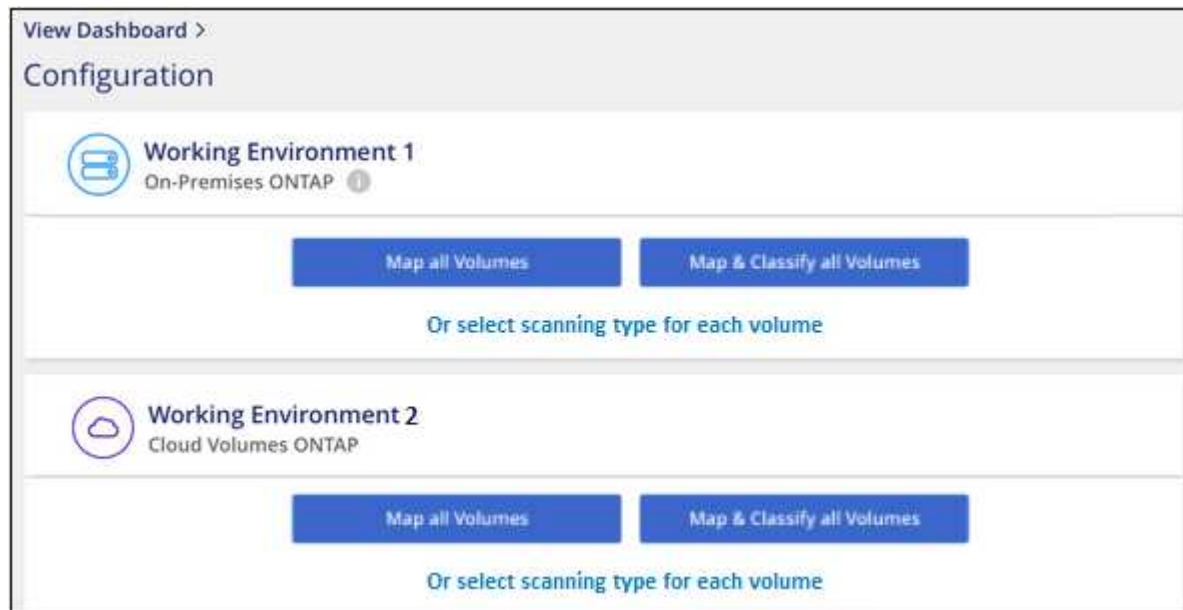 View Dashboard >
Configuration
Working Environment 1
On-Premises ONTAP i
Map all Volumes
Map & Classify all Volumes
Or select scanning type for each volume
Working Environment 2
Cloud Volumes ONTAP
Map all Volumes
Map & Classify all Volumes
Or select scanning type for each volume